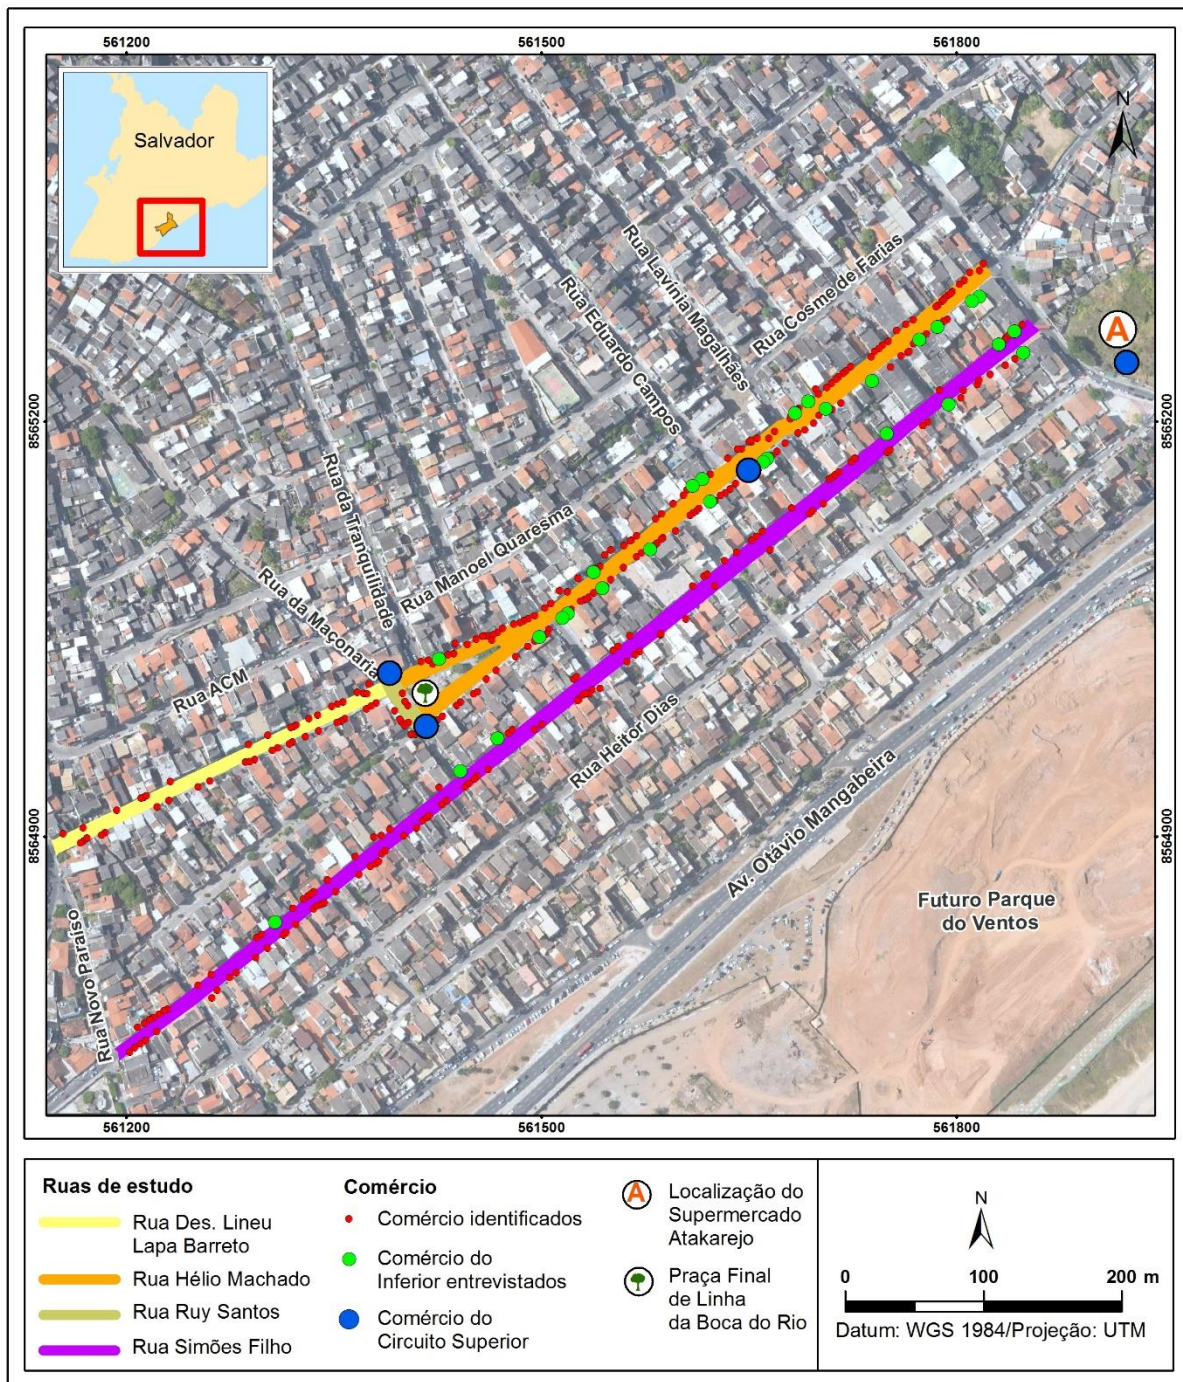 561200
561500
561800
Salvador
N
Rua Lavínia Magalhães
Rua Cosme de Farias
Rua Eduardo Campos
A
8565200
8565200
Rua da Tranquilidade
Rua Manoel Quaresma
Rua da Maçonaria
Rua ACM
Rua Heitor Dias
Av. Otávio Mangabeira
8564900
8564900
Futuro Parque
do Ventos
Rua Novo Paraíso
561200
561500
561800
Ruas de estudo
Rua Des. Lineu
Lapa Barreto
Rua Hélio Machado
Rua Ruy Santos
Rua Simões Filho
Comércio
Comércio identificados
Comércio do
Inferior entrevistados
Comércio do
Circuito Superior
A
Localização do
Supermercado
Atakarejo
Praça Final
de Linha
da Boca do Rio
N
0 100 200 m
Datum: WGS 1984/Projeção: UTM